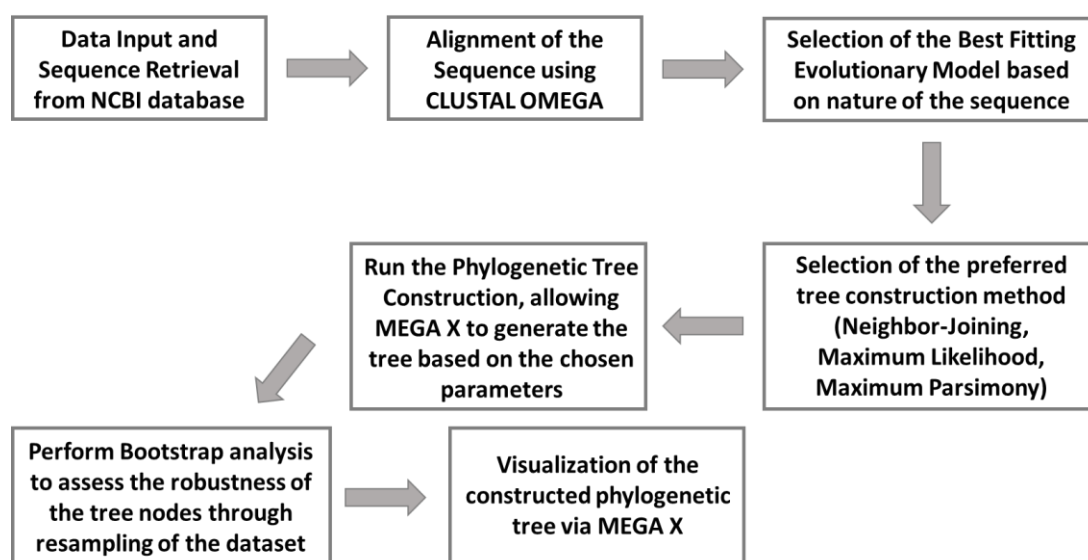 Data Input and
Sequence Retrieval
from NCBI database
Alignment of the
Sequence using
CLUSTAL OMEGA
Selection of the Best Fitting
Evolutionary Model based
on nature of the sequence
Selection of the preferred
tree construction method
(Neighbor-Joining,
Maximum Likelihood,
Maximum Parsimony)
Run the Phylogenetic Tree
Construction, allowing
MEGA X to generate the
tree based on the chosen
parameters
Perform Bootstrap analysis
to assess the robustness of
the tree nodes through
resampling of the dataset
Visualization of the
constructed phylogenetic
tree via MEGA X